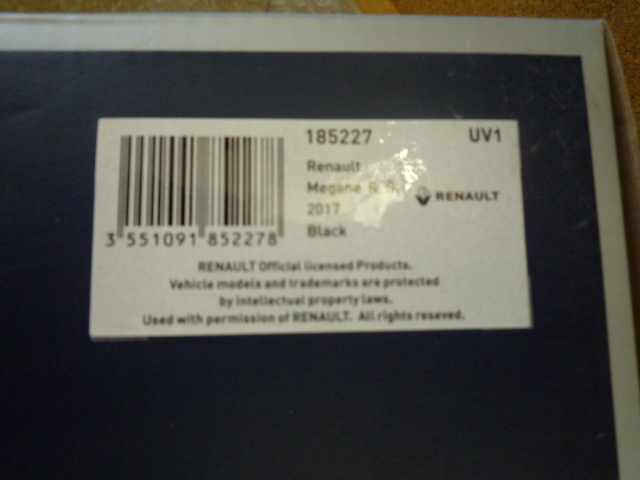 185227 UV1
Renault
Megane R.S.
2017
Black
RENAULT
3 551091 852278
RENAULT Official licensed Products.
Vehicle models and trademarks are protected
by intellectual property laws.
Used with permission of RENAULT. All rights reseved.